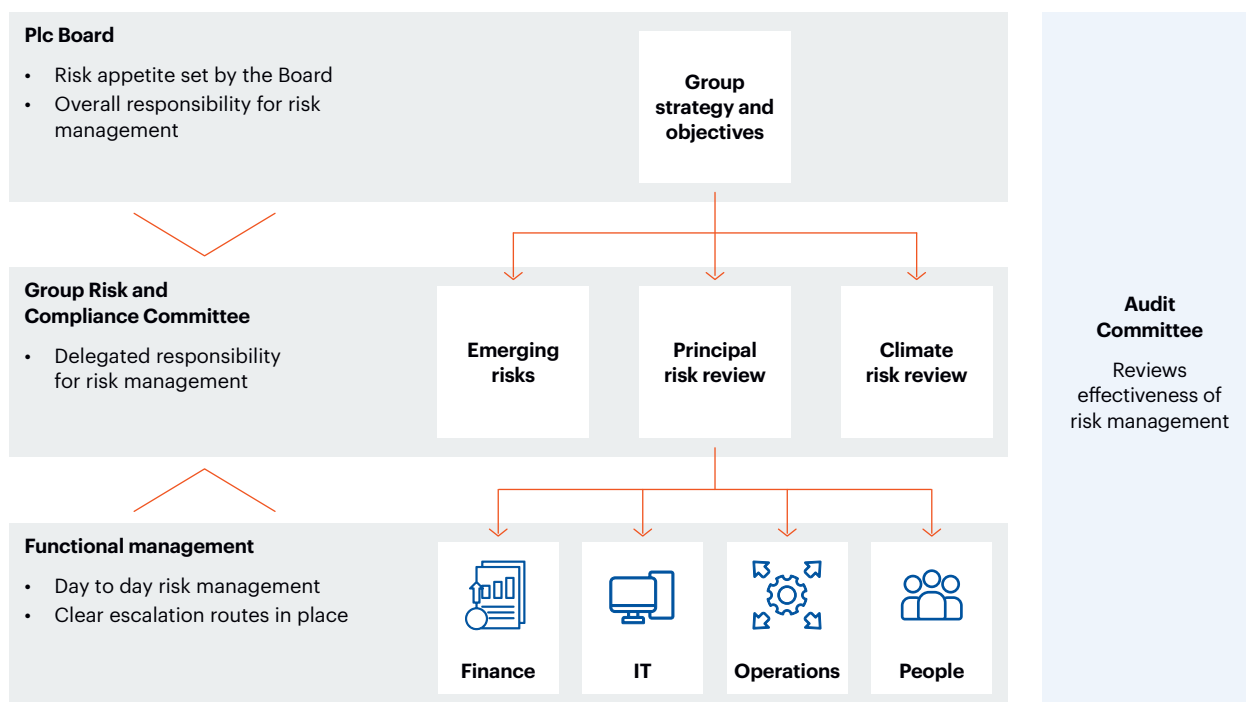 Plc Board
• Risk appetite set by the Board
• Overall responsibility for risk
management
Group
strategy and
objectives
Group Risk and
Compliance Committee
• Delegated responsibility
for risk management
Emerging
risks
Principal
risk review
Climate
risk review
Functional management
• Day to day risk management
• Clear escalation routes in place
Finance
IT
Operations
People
Audit
Committee
Reviews
effectiveness of
risk management